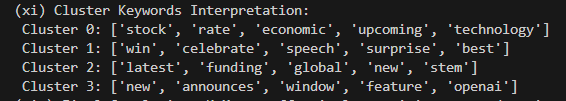 (xi) Cluster Keywords Interpretation:
Cluster 0: ['stock', 'rate', 'economic', 'upcoming', 'technology']
Cluster 1: ['win', 'celebrate', 'speech', 'surprise', 'best']
Cluster 2: ['latest', 'funding', 'global', 'new', 'stem']
Cluster 3: ['new', 'announces', 'window', 'feature', 'openai']